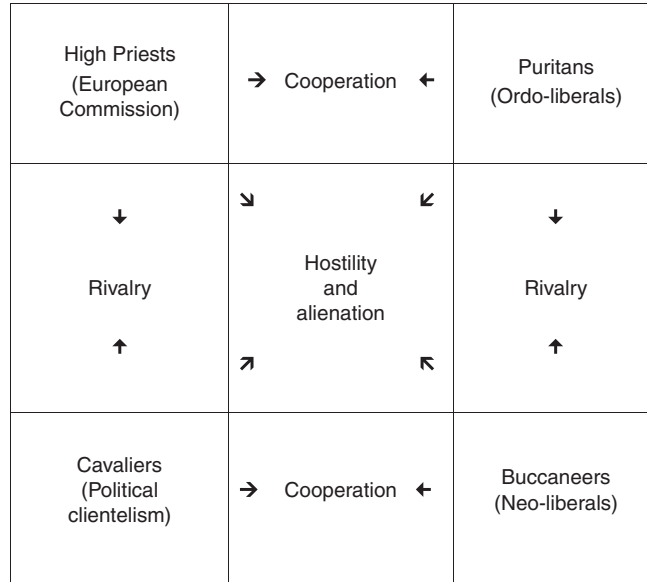 High Priests
(European
Commission)
→ Cooperation ←
Puritans
(Ordo-liberals)
↓
Rivalry
↑
↘ ↙
Hostility
and
alienation
↗ ↖
↓
Rivalry
↑
Cavaliers
(Political
clientelism)
→ Cooperation ←
Buccaneers
(Neo-liberals)